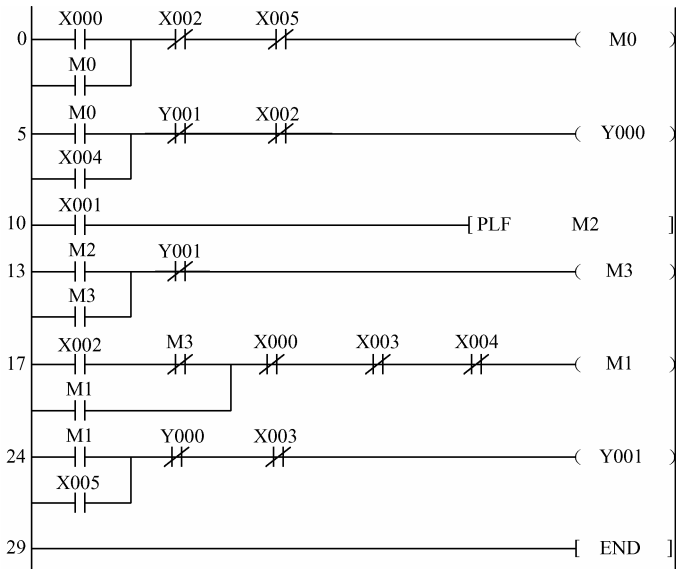 X000 X002 X005
0 ( M0 )
M0
M0 Y001 X002
5 ( Y000 )
X004
X001
10 [ PLF M2 ]
M2 Y001
13 ( M3 )
M3
X002 M3 X000 X003 X004
17 ( M1 )
M1
M1 Y000 X003
24 ( Y001 )
X005
29 [ END ]